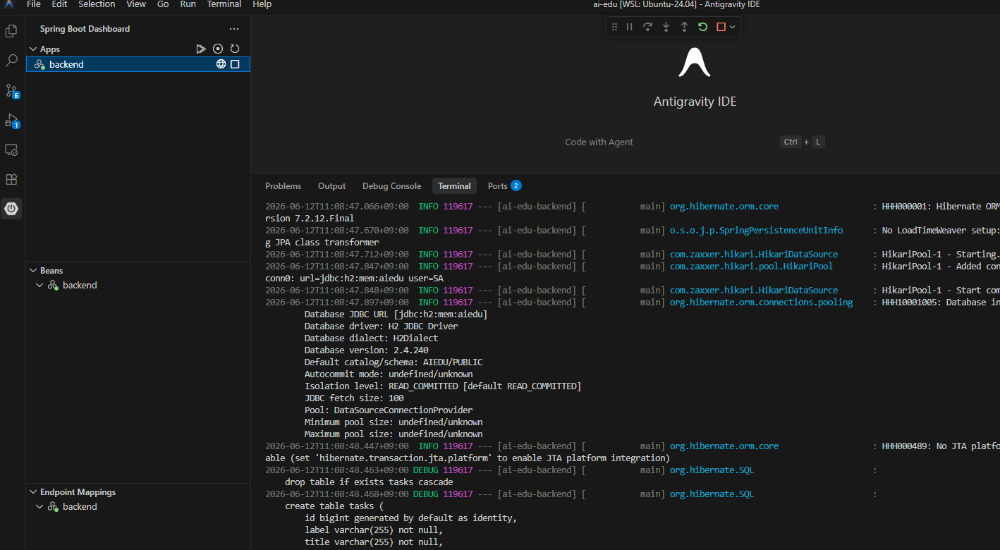 File Edit Selection View Go Run Terminal Help
ai-edu [WSL: Ubuntu-24.04] - Antigravity IDE
Spring Boot Dashboard
Apps
backend
6
1
Beans
backend
Endpoint Mappings
backend
Antigravity IDE
Code with Agent Ctrl + L
Problems Output Debug Console Terminal Ports 2
2026-06-12T11:08:47.066+09:00 INFO 119617 --- [ai-edu-backend] [ main] org.hibernate.orm.core : HHH000001: Hibernate ORM
rsion 7.2.12.Final
2026-06-12T11:08:47.670+09:00 INFO 119617 --- [ai-edu-backend] [ main] o.s.o.j.p.SpringPersistenceUnitInfo : No LoadTimeWeaver setup:
g JPA class transformer
2026-06-12T11:08:47.712+09:00 INFO 119617 --- [ai-edu-backend] [ main] com.zaxxer.hikari.HikariDataSource : HikariPool-1 - Starting.
2026-06-12T11:08:47.847+09:00 INFO 119617 --- [ai-edu-backend] [ main] com.zaxxer.hikari.pool.HikariPool : HikariPool-1 - Added con
conn0: url=jdbc:h2:mem:aiedu user=SA
2026-06-12T11:08:47.848+09:00 INFO 119617 --- [ai-edu-backend] [ main] com.zaxxer.hikari.HikariDataSource : HikariPool-1 - Start com
2026-06-12T11:08:47.897+09:00 INFO 119617 --- [ai-edu-backend] [ main] org.hibernate.orm.connections.pooling : HHH10001005: Database in
Database JDBC URL [jdbc:h2:mem:aiedu]
Database driver: H2 JDBC Driver
Database dialect: H2Dialect
Database version: 2.4.240
Default catalog/schema: AIEDU/PUBLIC
Autocommit mode: undefined/unknown
Isolation level: READ_COMMITTED [default READ_COMMITTED]
JDBC fetch size: 100
Pool: DataSourceConnectionProvider
Minimum pool size: undefined/unknown
Maximum pool size: undefined/unknown
2026-06-12T11:08:48.447+09:00 INFO 119617 --- [ai-edu-backend] [ main] org.hibernate.orm.core : HHH000489: No JTA platfo
able (set 'hibernate.transaction.jta.platform' to enable JTA platform integration)
2026-06-12T11:08:48.463+09:00 DEBUG 119617 --- [ai-edu-backend] [ main] org.hibernate.SQL :
drop table if exists tasks cascade
2026-06-12T11:08:48.468+09:00 DEBUG 119617 --- [ai-edu-backend] [ main] org.hibernate.SQL :
create table tasks (
id bigint generated by default as identity,
label varchar(255) not null,
title varchar(255) not null,